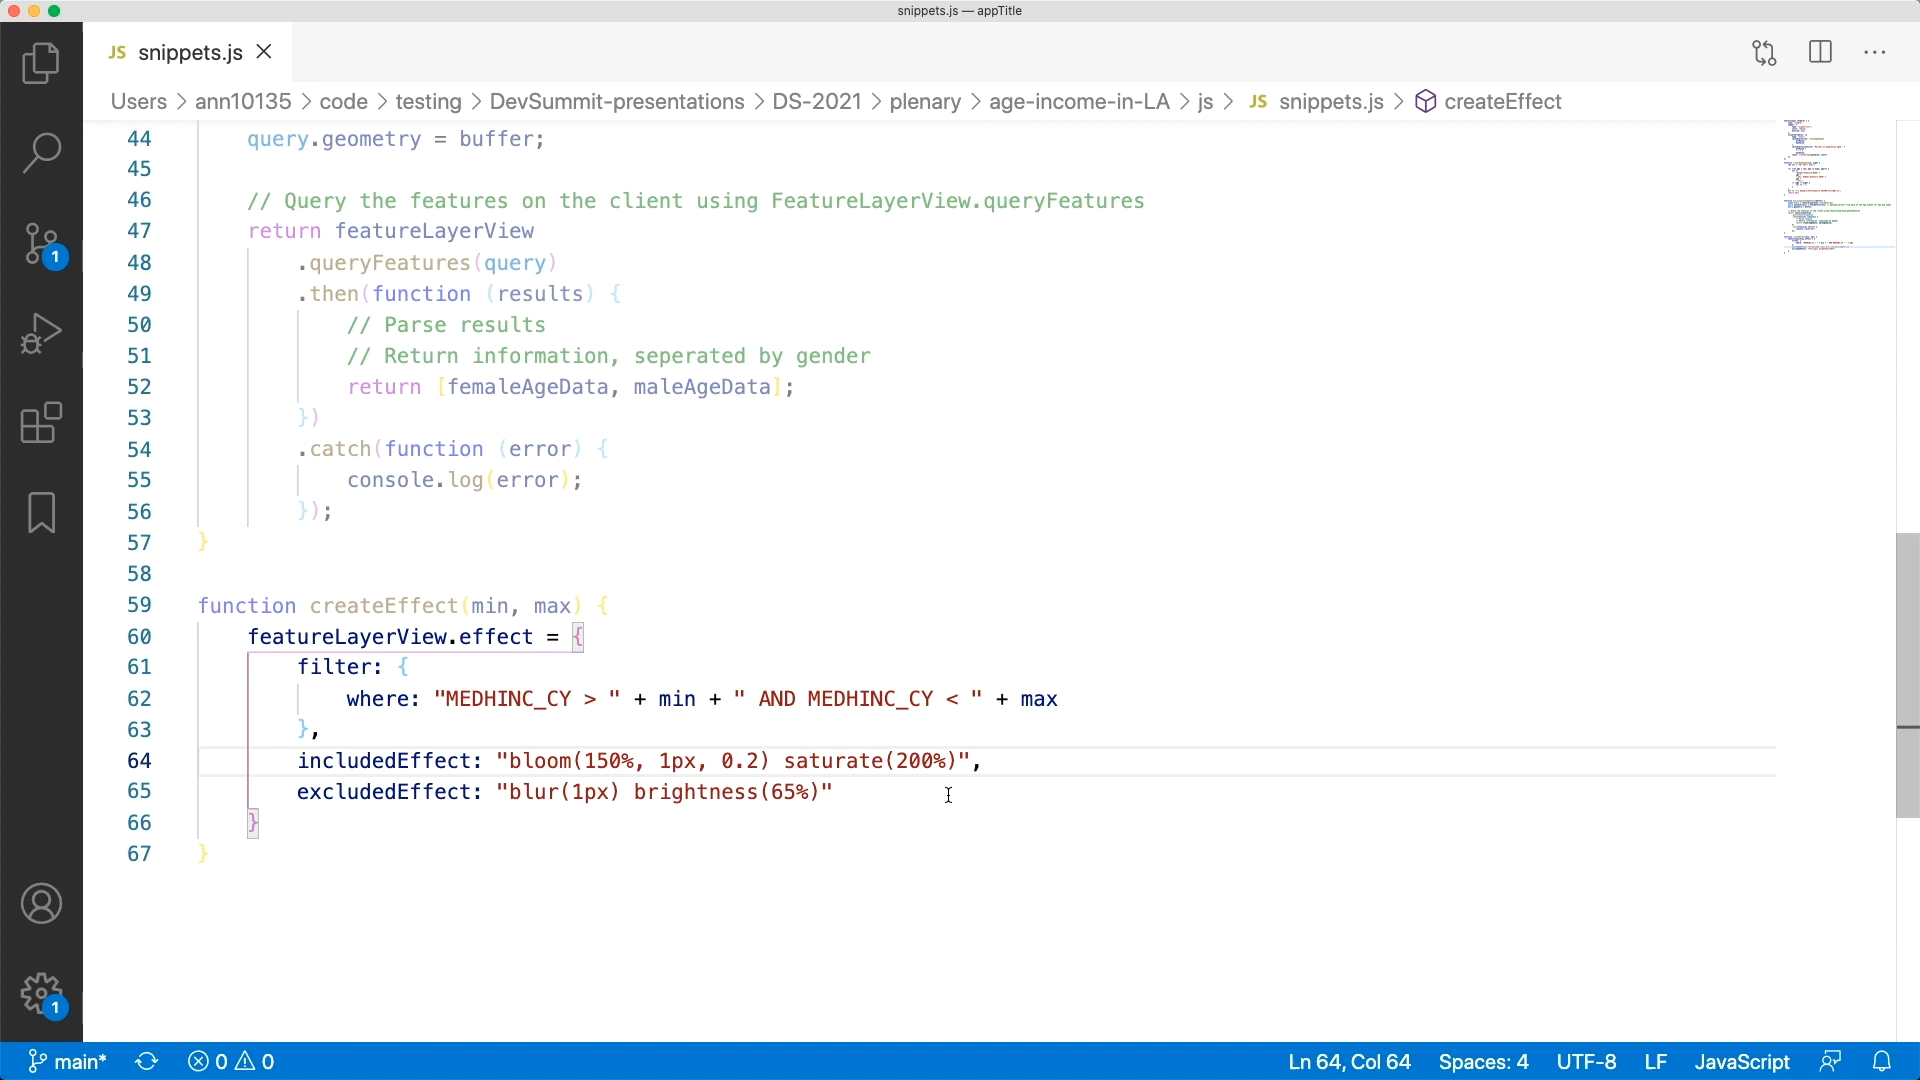 snippets.js — appTitle
JS snippets.js
Users > ann10135 > code > testing > DevSummit-presentations > DS-2021 > plenary > age-income-in-LA > js > JS snippets.js > createEffect
44 query.geometry = buffer;
45
46 // Query the features on the client using FeatureLayerView.queryFeatures
47 return featureLayerView
48 .queryFeatures(query)
49 .then(function (results) {
50 // Parse results
51 // Return information, seperated by gender
52 return [femaleAgeData, maleAgeData];
53 })
54 .catch(function (error) {
55 console.log(error);
56 });
57 }
58
59 function createEffect(min, max) {
60 featureLayerView.effect = {
61 filter: {
62 where: "MEDHINC_CY > " + min + " AND MEDHINC_CY < " + max
63 },
64 includedEffect: "bloom(150%, 1px, 0.2) saturate(200%)",
65 excludedEffect: "blur(1px) brightness(65%)"
66 }
67 }
1
1
main* 0 0 Ln 64, Col 64 Spaces: 4 UTF-8 LF JavaScript